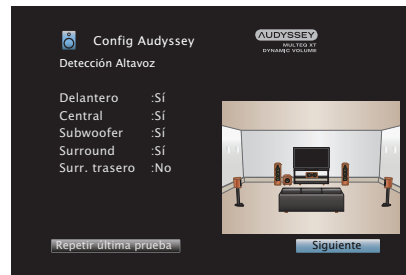 Config Audyssey
AUDYSSEY
MULTEQ XT
DYNAMIC VOLUME
Detección Altavoz
Delantero :Sí
Central :Sí
Subwoofer :Sí
Surround :Sí
Surr. trasero :No
Repetir última prueba
Siguiente